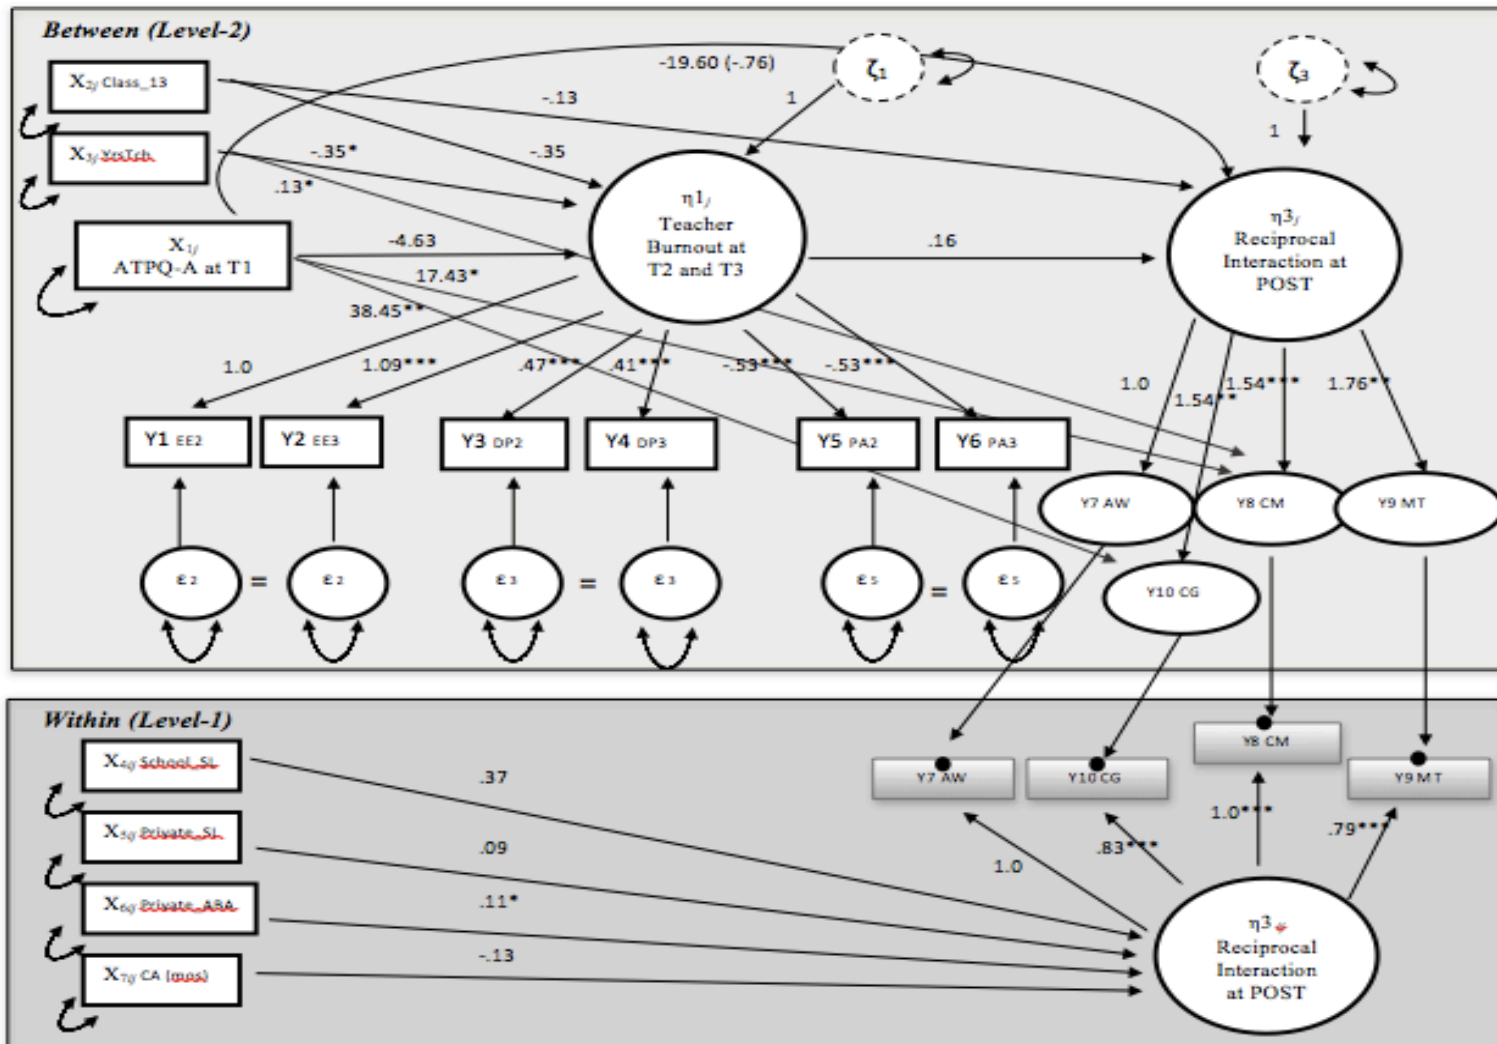 Between (Level-2)
X2j Class_13
X3j YrsTch
X1j
ATPQ-A at T1
-19.60 (-.76)
ζ1
ζ3
-.13
1
1
-.35*
-.35
.13*
η1j
Teacher
Burnout at
T2 and T3
η3j
Reciprocal
Interaction at
POST
-4.63
.16
17.43*
38.45**
1.0
1.09***
.47***
.41***
-.53***
-.53***
1.0
1.54**
1.54***
1.76**
Y1 EE2
Y2 EE3
Y3 DP2
Y4 DP3
Y5 PA2
Y6 PA3
Y7 AW
Y8 CM
Y9 MT
ε2
=
ε2
ε3
=
ε3
ε5
=
ε5
Y10 CG
Within (Level-1)
X4ij School_SL
X5ij Private_SL
X6ij Private_ABA
X7ij CA (mos)
.37
.09
.11*
-.13
Y7 AW
Y10 CG
Y8 CM
Y9 MT
1.0
.83***
1.0***
.79***
η3ij
Reciprocal
Interaction
at POST